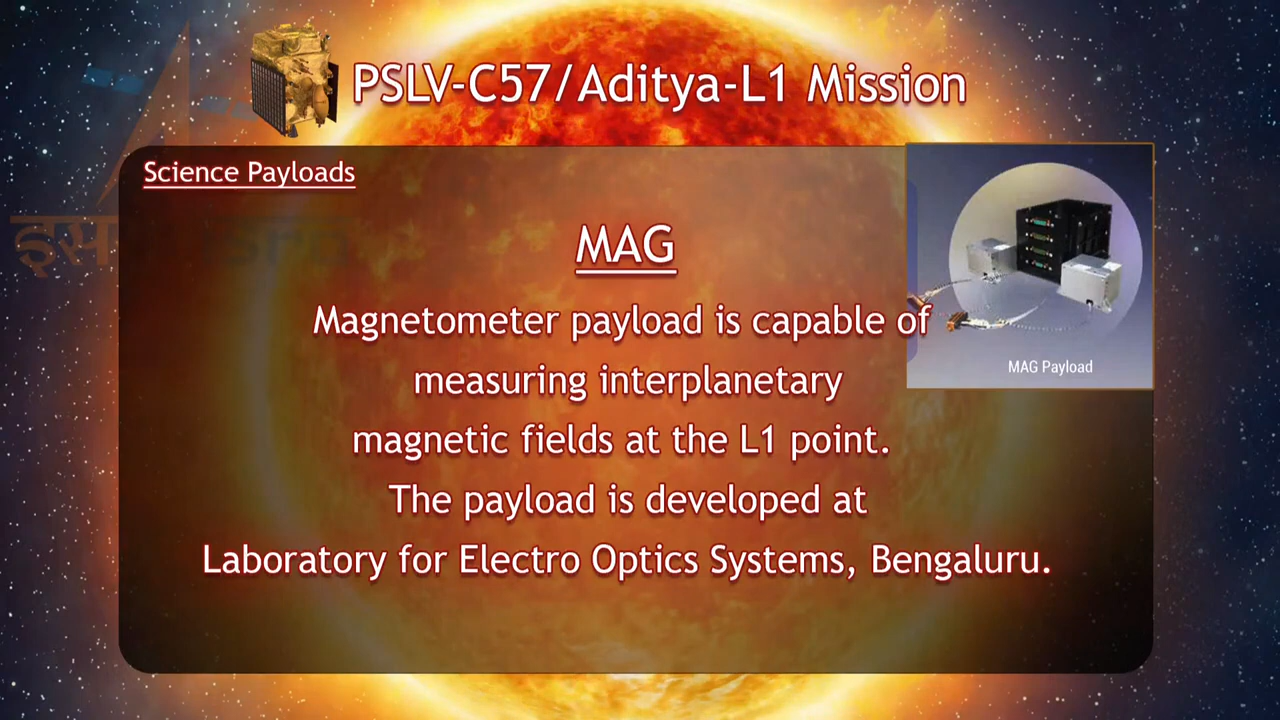 PSLV-C57/Aditya-L1 Mission
Science Payloads
MAG
Magnetometer payload is capable of
measuring interplanetary
magnetic fields at the L1 point.
The payload is developed at
Laboratory for Electro Optics Systems, Bengaluru.
MAG Payload
इस